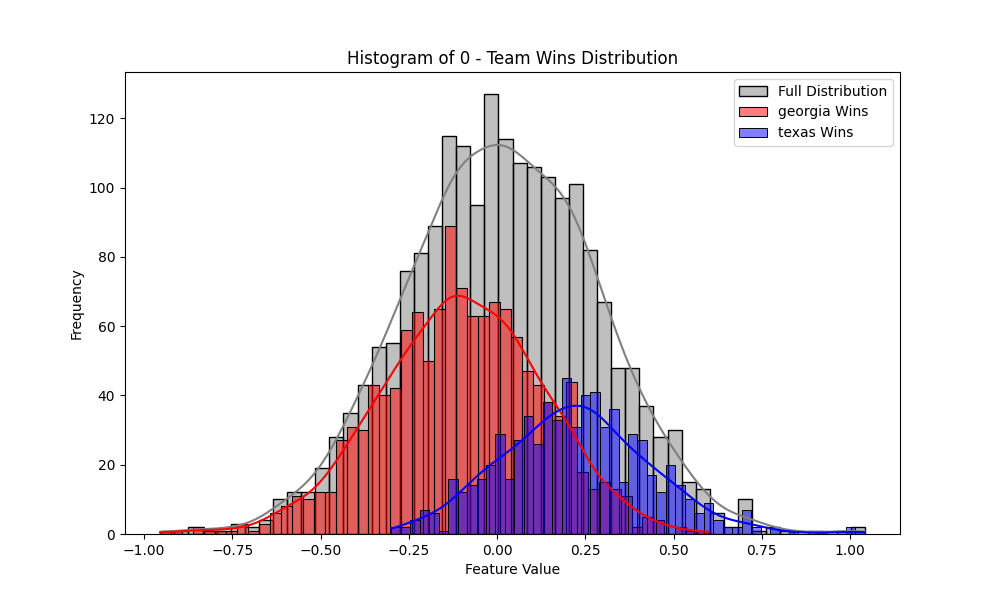 Histogram of 0 - Team Wins Distribution
Full Distribution
georgia Wins
texas Wins
Frequency
120
100
80
60
40
20
0
−1.00 −0.75 −0.50 −0.25 0.00 0.25 0.50 0.75 1.00
Feature Value